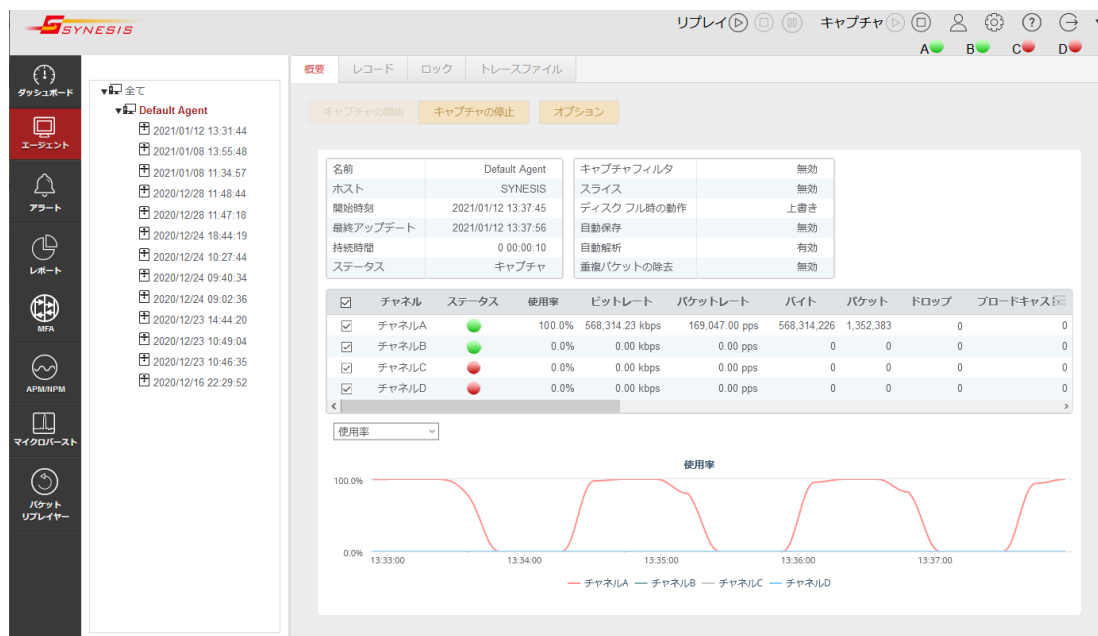 SYNESIS
リプレイ キャプチャ
A B C D
ダッシュボード
エージェント
アラート
レポート
MFA
APM/NPM
マイクロバースト
パケット
リプレイヤー
全て
Default Agent
2021/01/12 13:31:44
2021/01/08 13:55:48
2021/01/08 11:34:57
2020/12/28 11:48:44
2020/12/28 11:47:18
2020/12/24 18:44:19
2020/12/24 10:27:44
2020/12/24 09:40:34
2020/12/24 09:02:36
2020/12/23 14:44:20
2020/12/23 10:49:04
2020/12/23 10:46:35
2020/12/16 22:29:52
概要 レコード ロック トレースファイル
キャプチャの開始 キャプチャの停止 オプション
名前 Default Agent キャプチャフィルタ 無効
ホスト SYNESIS スライス 無効
開始時刻 2021/01/12 13:37:45 ディスク フル時の動作 上書き
最終アップデート 2021/01/12 13:37:56 自動保存 無効
持続時間 0 00:00:10 自動解析 有効
ステータス キャプチャ 重複パケットの除去 無効
チャネル ステータス 使用率 ビットレート パケットレート バイト パケット ドロップ ブロードキャスト
チャネルA 100.0% 568,314.23 kbps 169,047.00 pps 568,314,226 1,352,383 0 0
チャネルB 0.0% 0.00 kbps 0.00 pps 0 0 0 0
チャネルC 0.0% 0.00 kbps 0.00 pps 0 0 0 0
チャネルD 0.0% 0.00 kbps 0.00 pps 0 0 0 0
使用率
使用率
100.0%
0.0%
13:33:00 13:34:00 13:35:00 13:36:00 13:37:00
チャネルA チャネルB チャネルC チャネルD